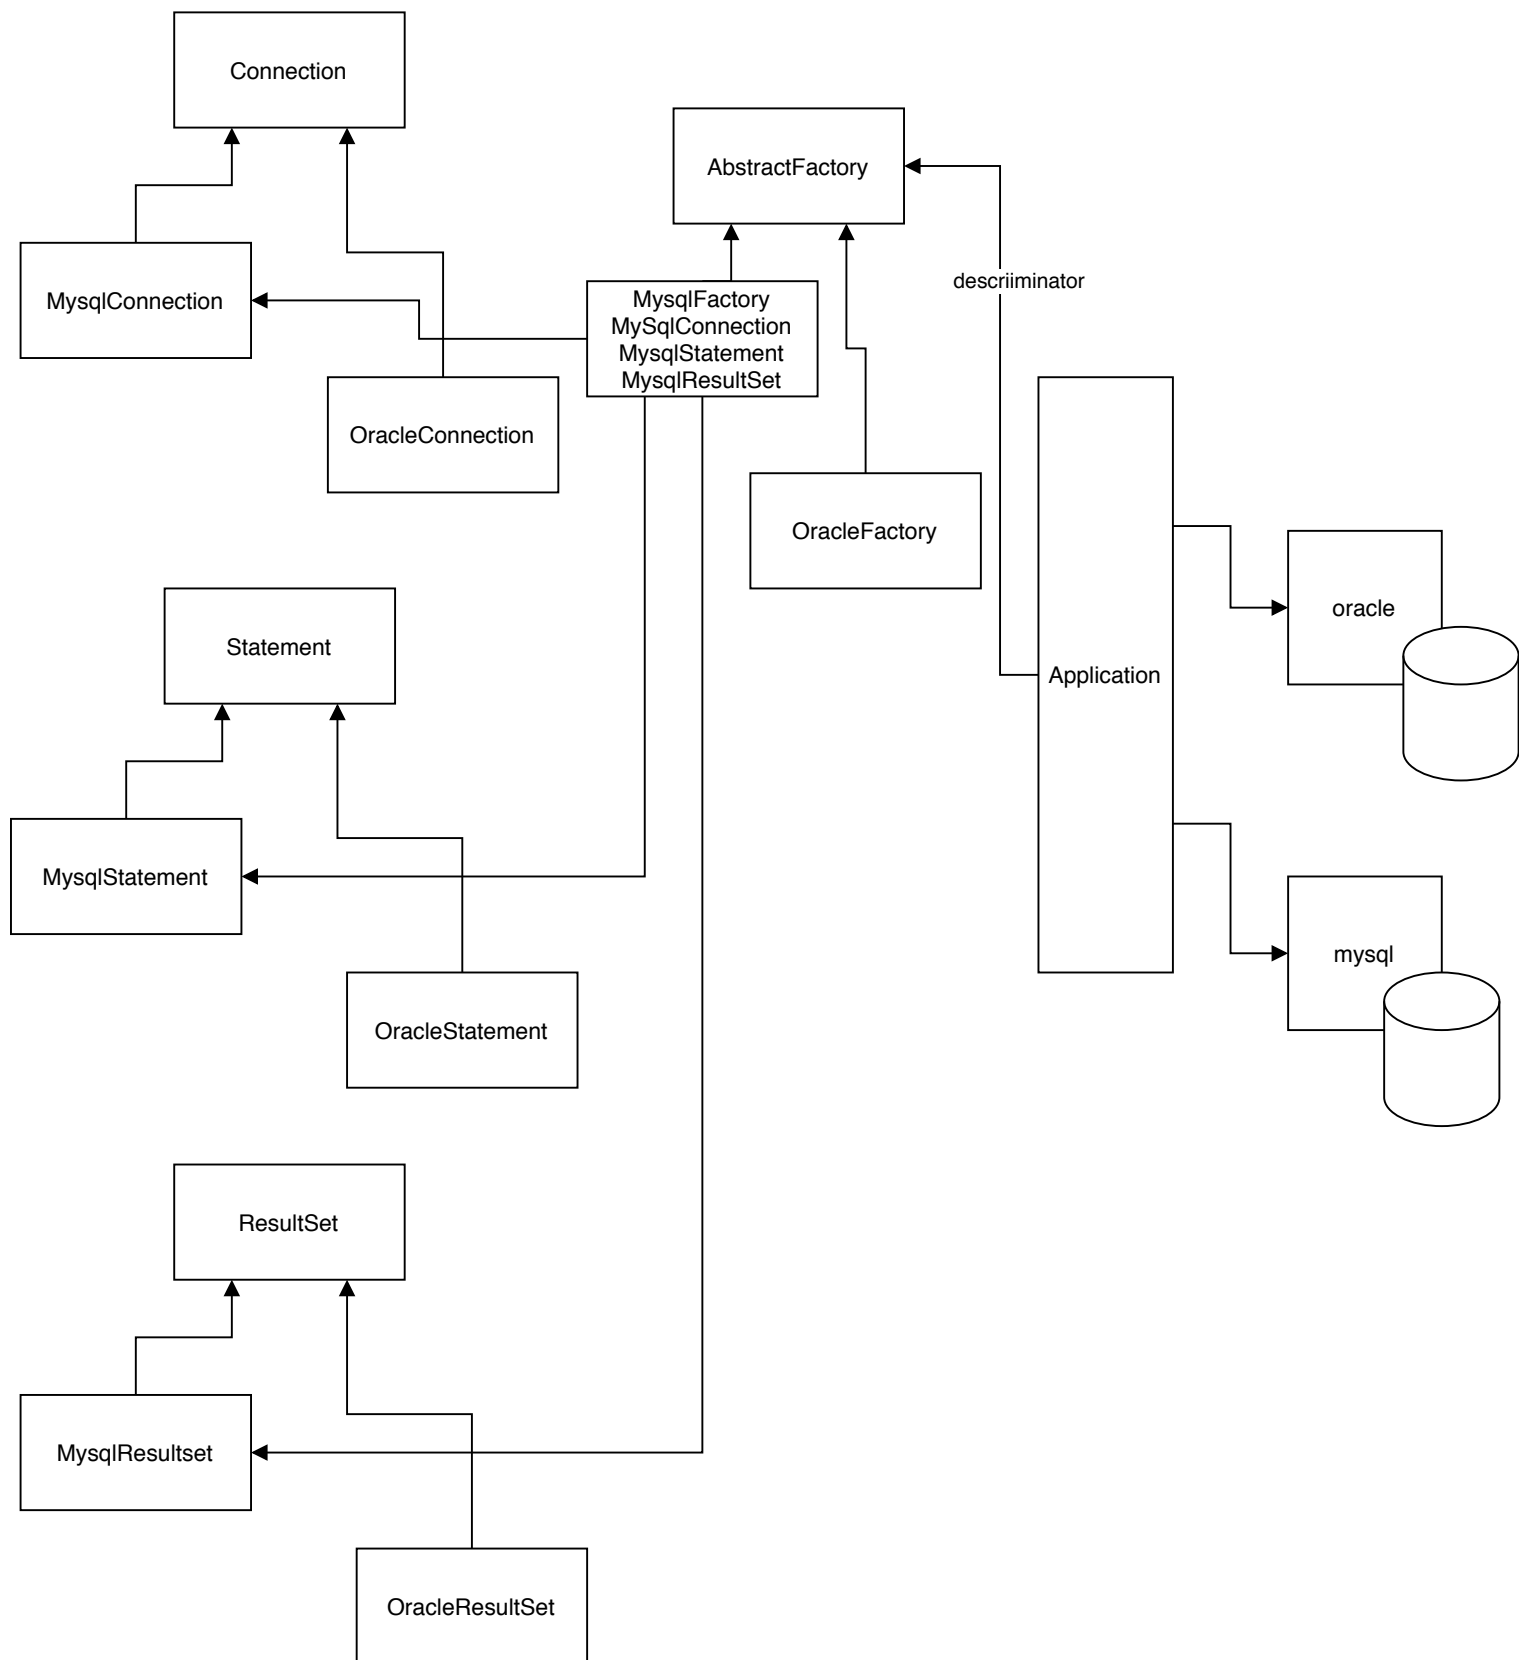 Connection
AbstractFactory
descriiminator
MysqlConnection
MysqlFactory
MySqlConnection
MysqlStatement
MysqlResultSet
OracleConnection
OracleFactory
oracle
Statement
Application
MysqlStatement
mysql
OracleStatement
ResultSet
MysqlResultset
OracleResultSet